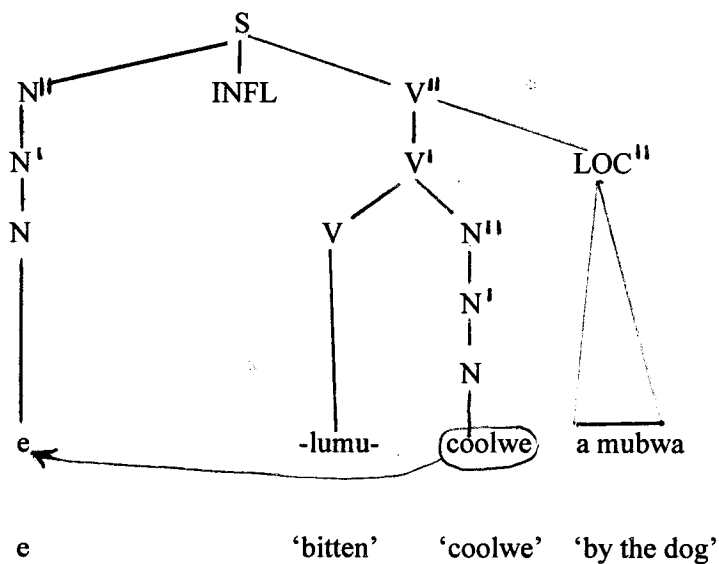 S
N" INFL V"
N' V' LOC"
N V N"
N'
N
e -lumu- coolwe a mubwa
e 'bitten' 'coolwe' 'by the dog'